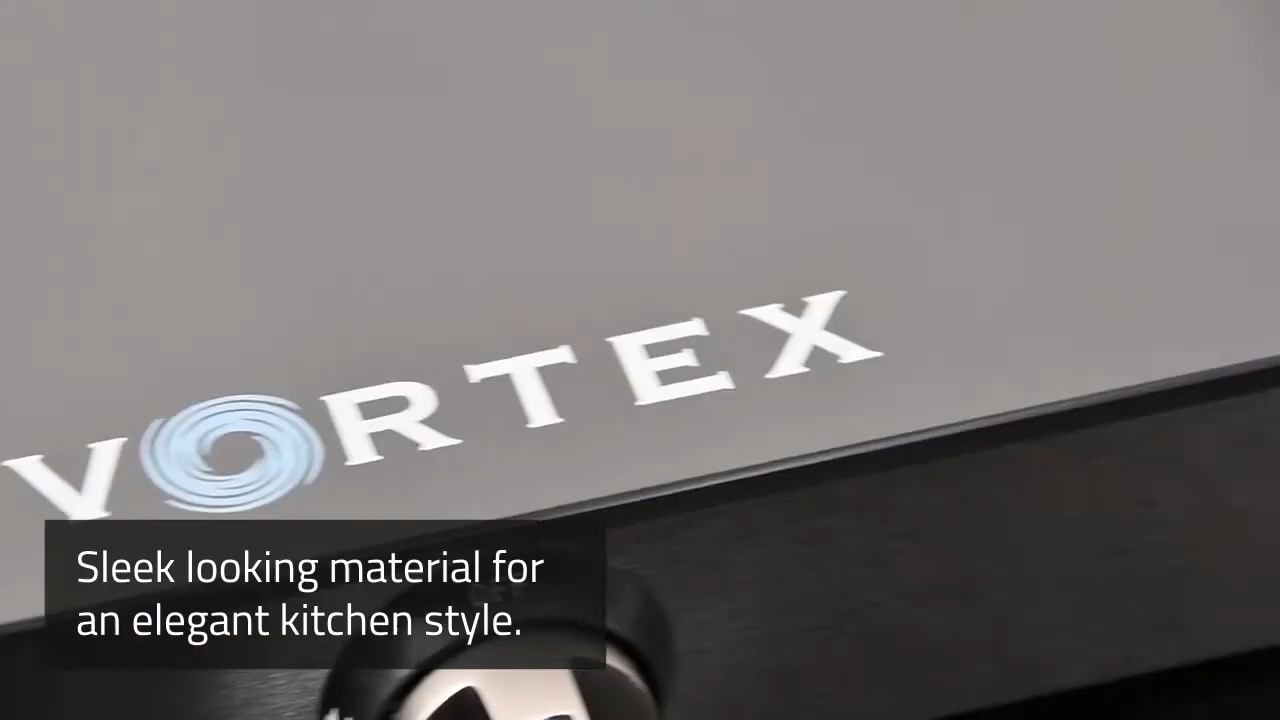 VORTEX
Sleek looking material for
an elegant kitchen style.